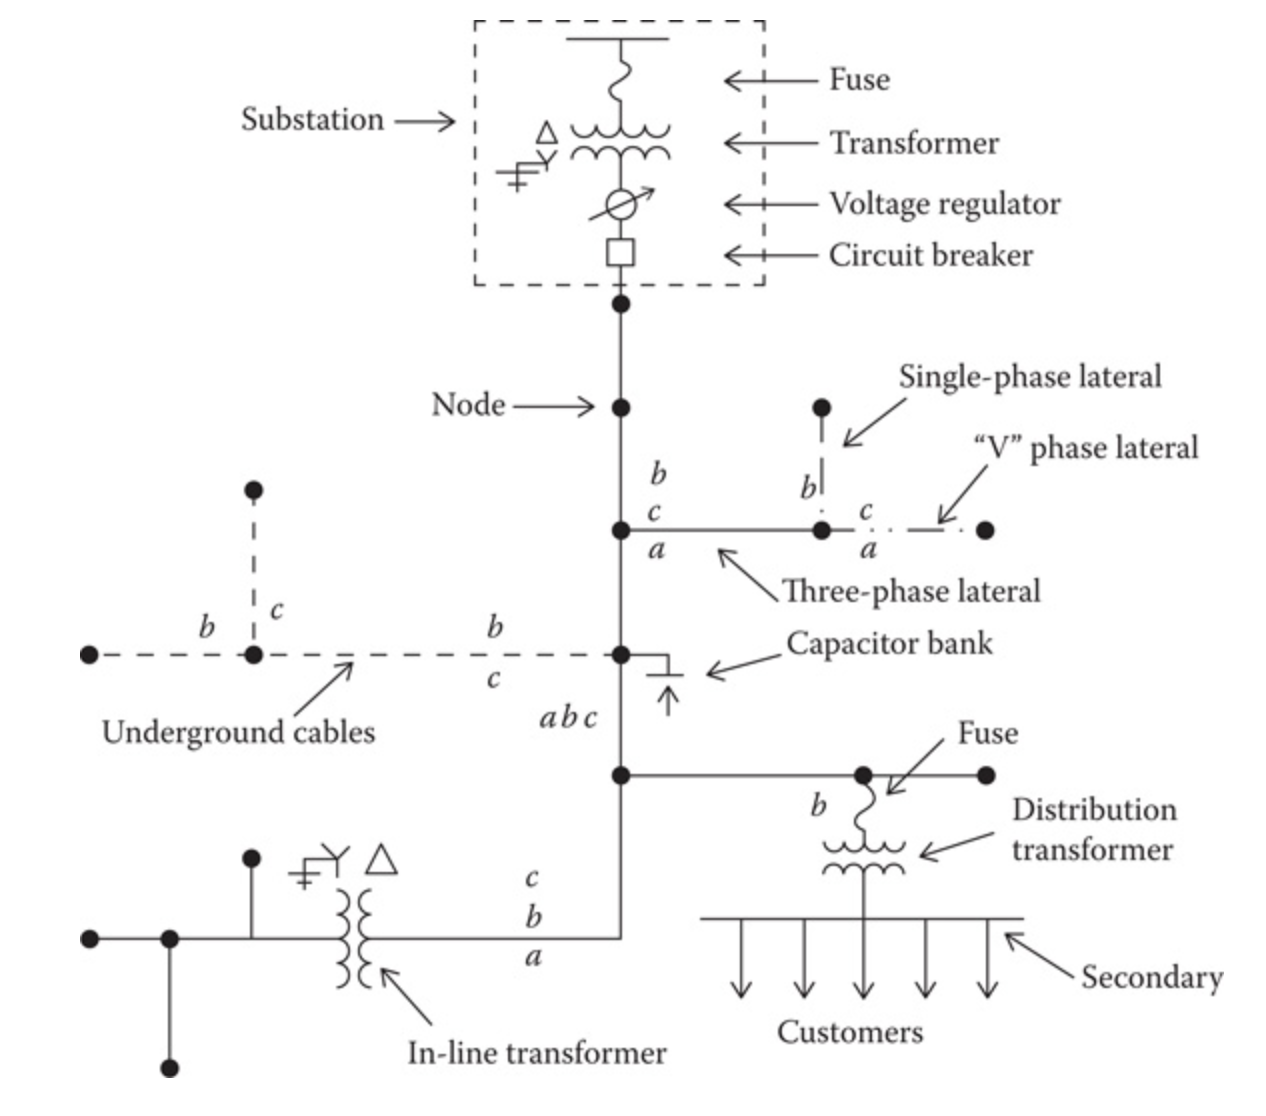 Fuse
Substation
Transformer
Voltage regulator
Circuit breaker
Single-phase lateral
Node
“V” phase lateral
b
c
a
b
c
a
Three-phase lateral
b
c
b
c
Capacitor bank
Underground cables
a b c
Fuse
b
Distribution
transformer
c
b
a
Secondary
Customers
In-line transformer